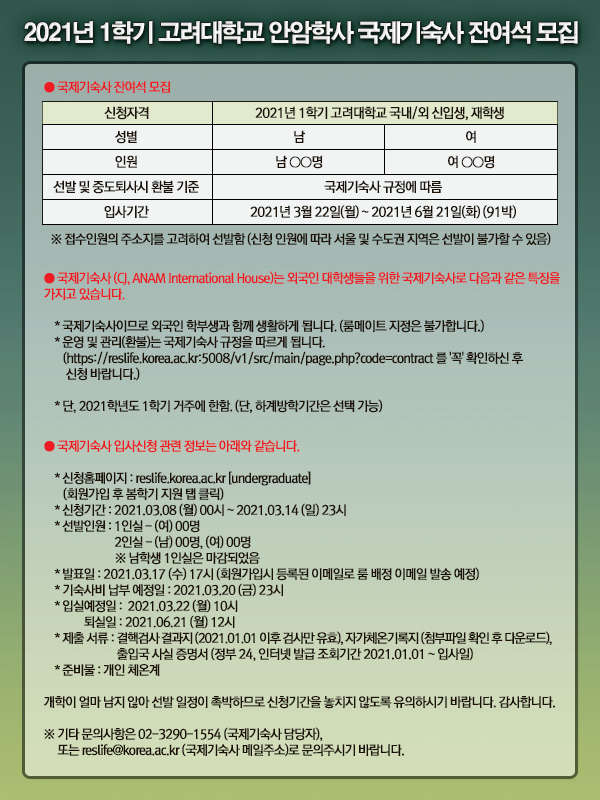 2021년 1학기 고려대학교 안암학사 국제기숙사 잔여석 모집
● 국제기숙사 잔여석 모집
신청자격 2021년 1학기 고려대학교 국내/외 신입생, 재학생
성별 남 여
인원 남 ○○명 여 ○○명
선발 및 중도퇴사시 환불 기준 국제기숙사 규정에 따름
입사기간 2021년 3월 22일(월) ~ 2021년 6월 21일(화) (91박)
※ 접수인원의 주소지를 고려하여 선발함 (신청 인원에 따라 서울 및 수도권 지역은 선발이 불가할 수 있음)
● 국제기숙사 (CJ, ANAM International House)는 외국인 대학생들을 위한 국제기숙사로 다음과 같은 특징을
가지고 있습니다.
* 국제기숙사이므로 외국인 학부생과 함께 생활하게 됩니다. (룸메이트 지정은 불가합니다.)
* 운영 및 관리(환불)는 국제기숙사 규정을 따르게 됩니다.
(https://reslife.korea.ac.kr:5008/v1/src/main/page.php?code=contract 를 '꼭' 확인하신 후
신청 바랍니다.)
* 단, 2021학년도 1학기 거주에 한함. (단, 하계방학기간은 선택 가능)
● 국제기숙사 입사신청 관련 정보는 아래와 같습니다.
* 신청홈페이지 : reslife.korea.ac.kr [undergraduate]
(회원가입 후 봄학기 지원 탭 클릭)
* 신청기간 : 2021.03.08 (월) 00시 ~ 2021.03.14 (일) 23시
* 선발인원 : 1인실 - (여) 00명
2인실 - (남) 00명, (여) 00명
※ 남학생 1인실은 마감되었음
* 발표일 : 2021.03.17 (수) 17시 (회원가입시 등록된 이메일로 룸 배정 이메일 발송 예정)
* 기숙사비 납부 예정일 : 2021.03.20 (금) 23시
* 입실예정일 : 2021.03.22 (월) 10시
퇴실일 : 2021.06.21 (월) 12시
* 제출 서류 : 결핵검사 결과지 (2021.01.01 이후 검사만 유효), 자가체온기록지 (첨부파일 확인 후 다운로드),
출입국 사실 증명서 (정부 24, 인터넷 발급 조회기간 2021.01.01 ~ 입사일)
* 준비물 : 개인 체온계
개학이 얼마 남지 않아 선발 일정이 촉박하므로 신청기간을 놓치지 않도록 유의하시기 바랍니다. 감사합니다.
※ 기타 문의사항은 02-3290-1554 (국제기숙사 담당자),
또는 reslife@korea.ac.kr (국제기숙사 메일주소)로 문의주시기 바랍니다.